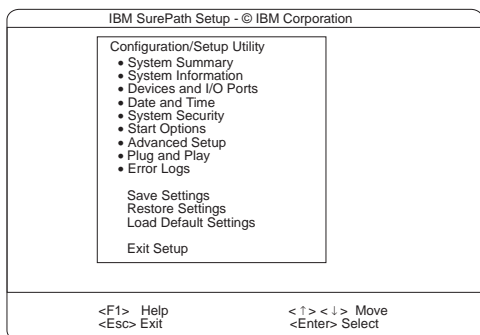 IBM SurePath Setup - © IBM Corporation
Configuration/Setup Utility
• System Summary
• System Information
• Devices and I/O Ports
• Date and Time
• System Security
• Start Options
• Advanced Setup
• Plug and Play
• Error Logs
Save Settings
Restore Settings
Load Default Settings
Exit Setup
<F1> Help <↑> <↓> Move
<Esc> Exit <Enter> Select